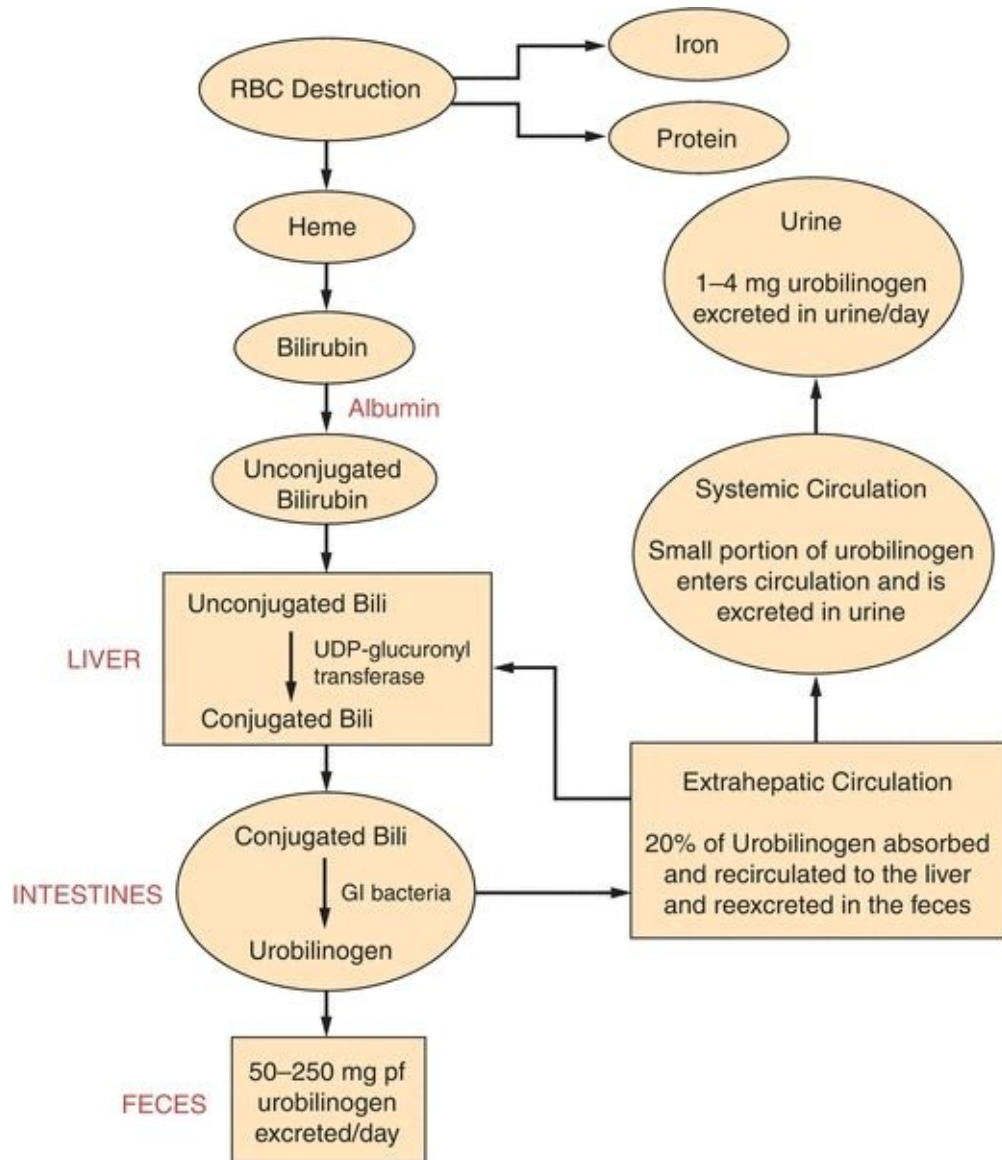 RBC Destruction
Iron
Protein
Heme
Bilirubin
Albumin
Unconjugated
Bilirubin
LIVER
Unconjugated Bili
UDP-glucuronyl
transferase
Conjugated Bili
INTESTINES
Conjugated Bili
GI bacteria
Urobilinogen
FECES
50–250 mg pf
urobilinogen
excreted/day
Extrahepatic Circulation
20% of Urobilinogen absorbed
and recirculated to the liver
and reexcreted in the feces
Systemic Circulation
Small portion of urobilinogen
enters circulation and is
excreted in urine
Urine
1–4 mg urobilinogen
excreted in urine/day